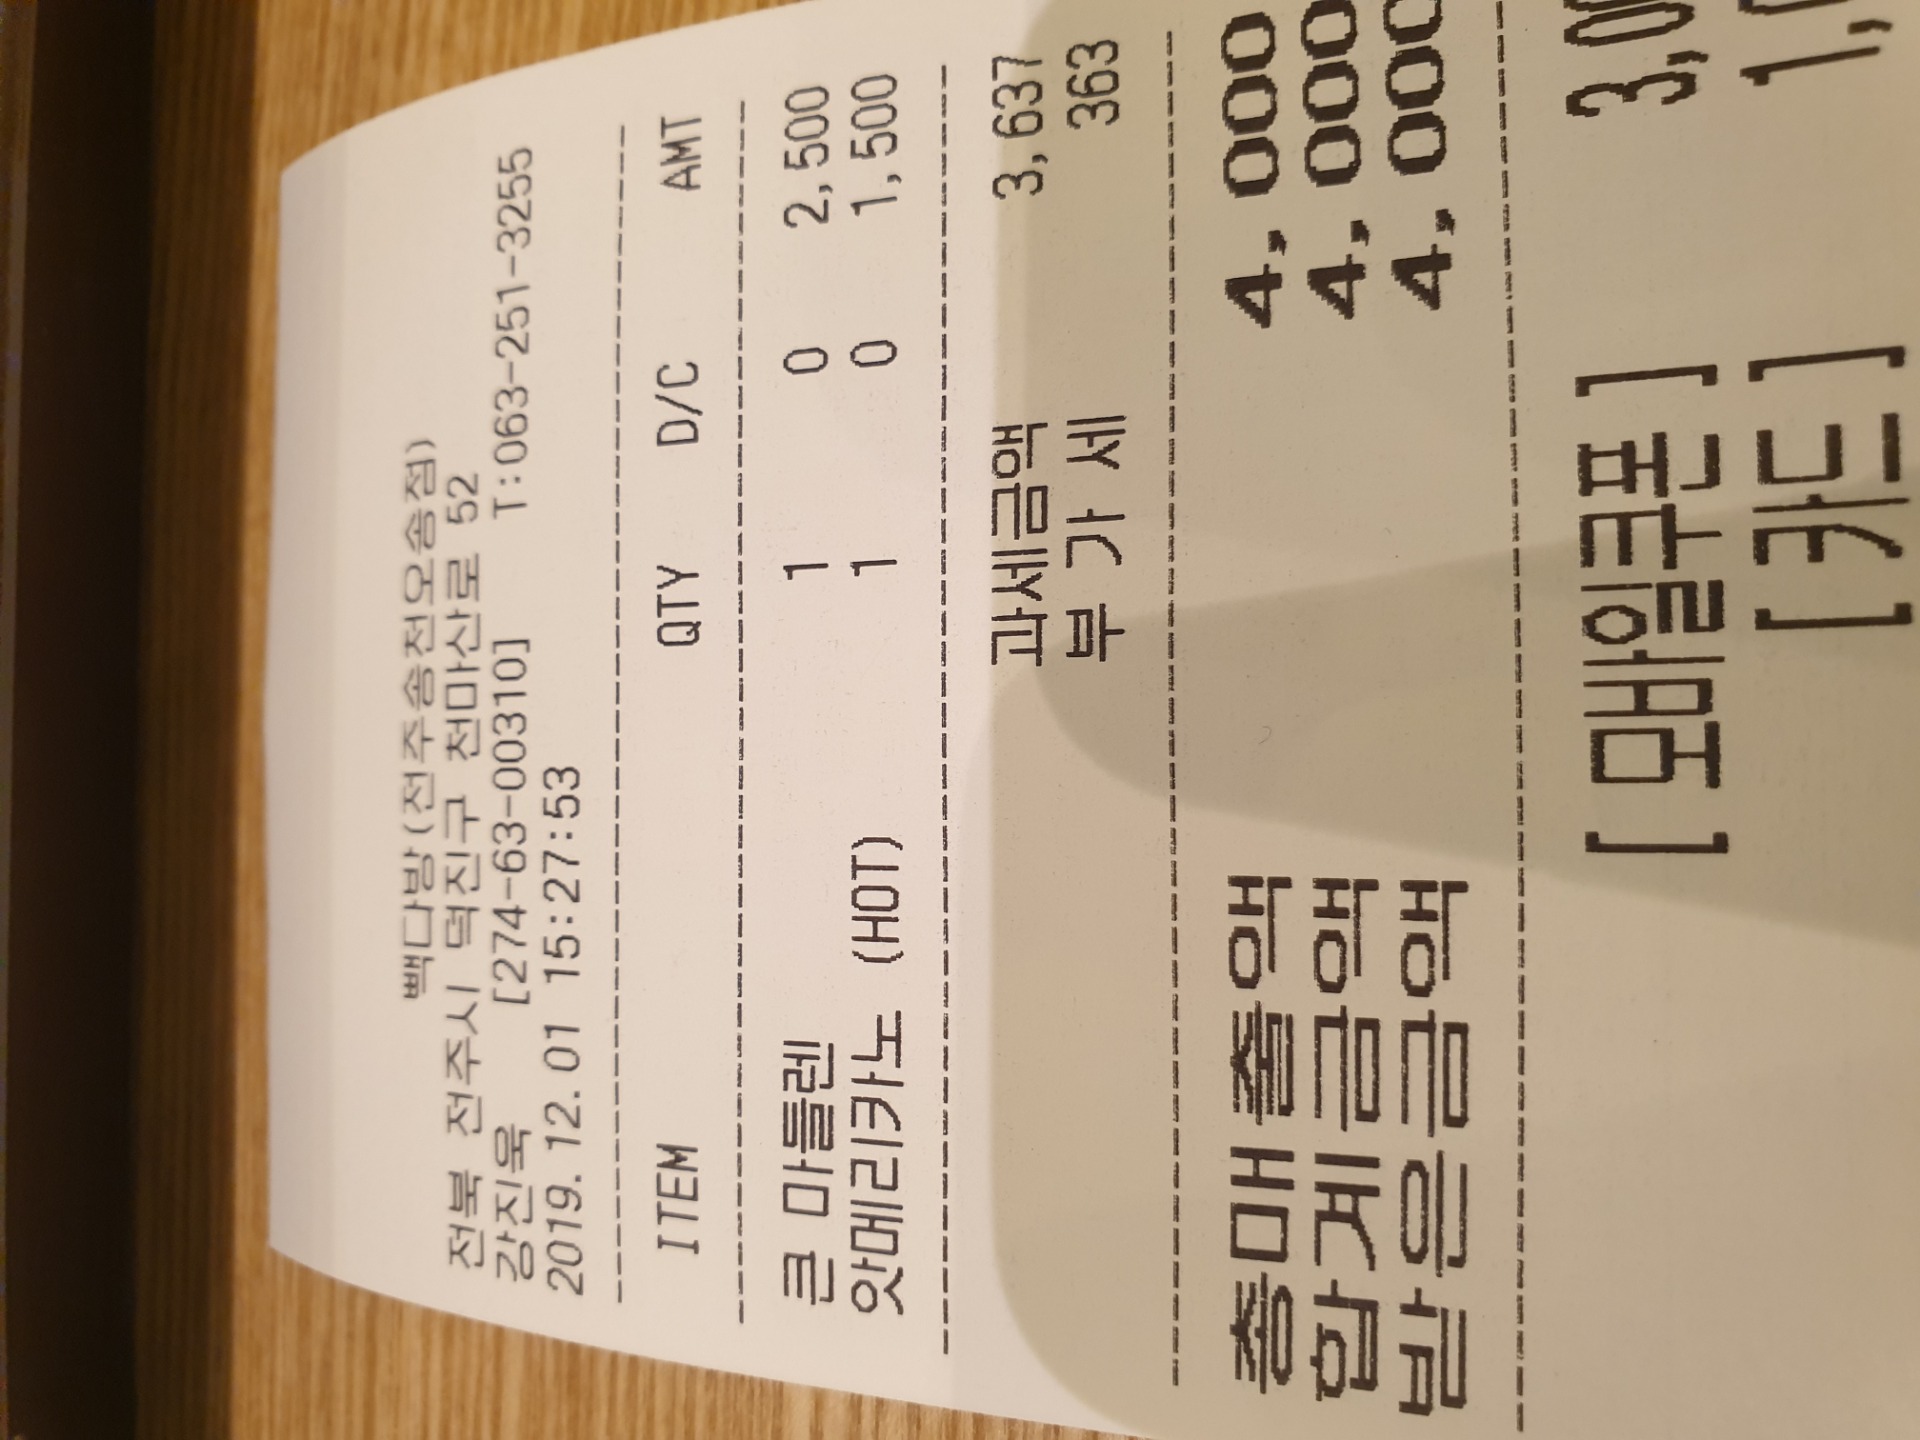 빽다방(전주송천오송점)
전북 전주시 덕진구 천마산로 52
강진욱 [274-63-00310] T:063-251-3255
2019.12.01 15:27:53
ITEM QTY D/C AMT
큰 마들렌 1 0 2,500
앗메리카노 (HOT) 1 0 1,500
과세금액 3,637
부 가 세 363
총매출액 4,000
합계금액 4,000
받은금액 4,000
[모바일쿠폰]
[카드]